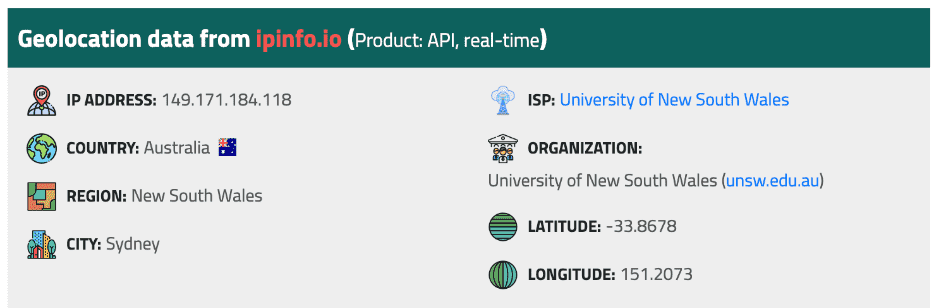 Geolocation data from ipinfo.io (Product: API, real-time)
IP ADDRESS: 149.171.184.118
COUNTRY: Australia
REGION: New South Wales
CITY: Sydney
ISP: University of New South Wales
ORGANIZATION:
University of New South Wales (unsw.edu.au)
LATITUDE: -33.8678
LONGITUDE: 151.2073